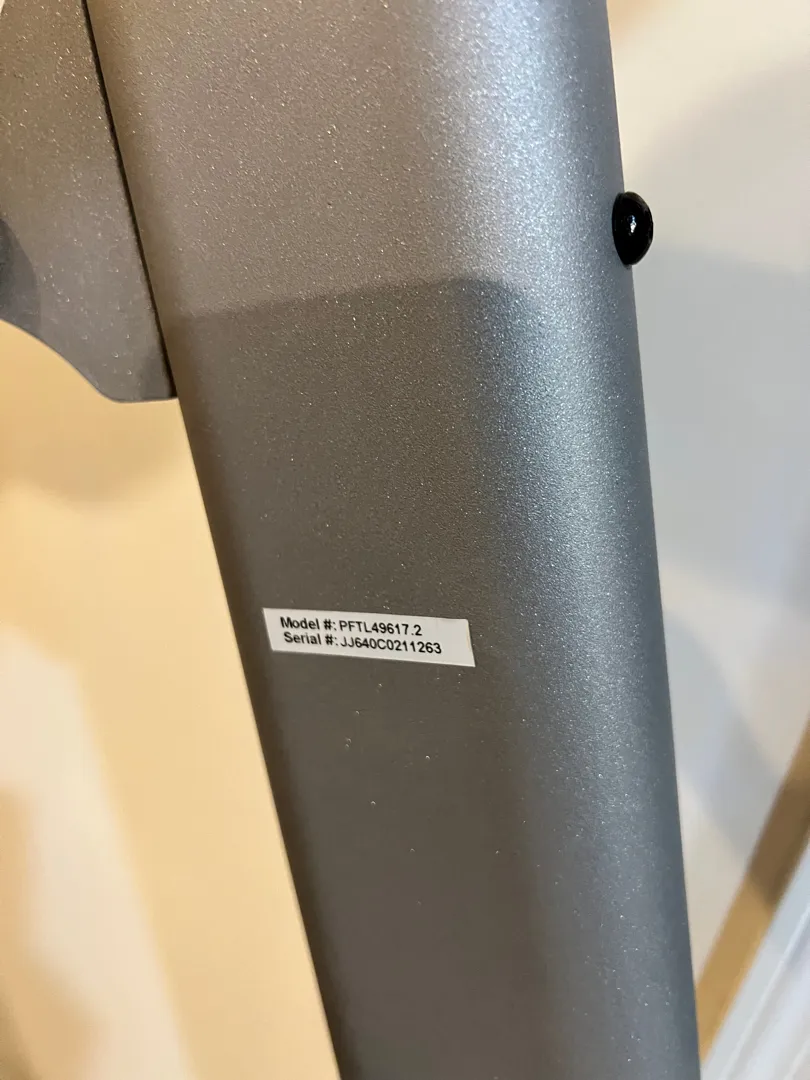 Model #: PFTL49617.2
Serial #: JJ640C0211263